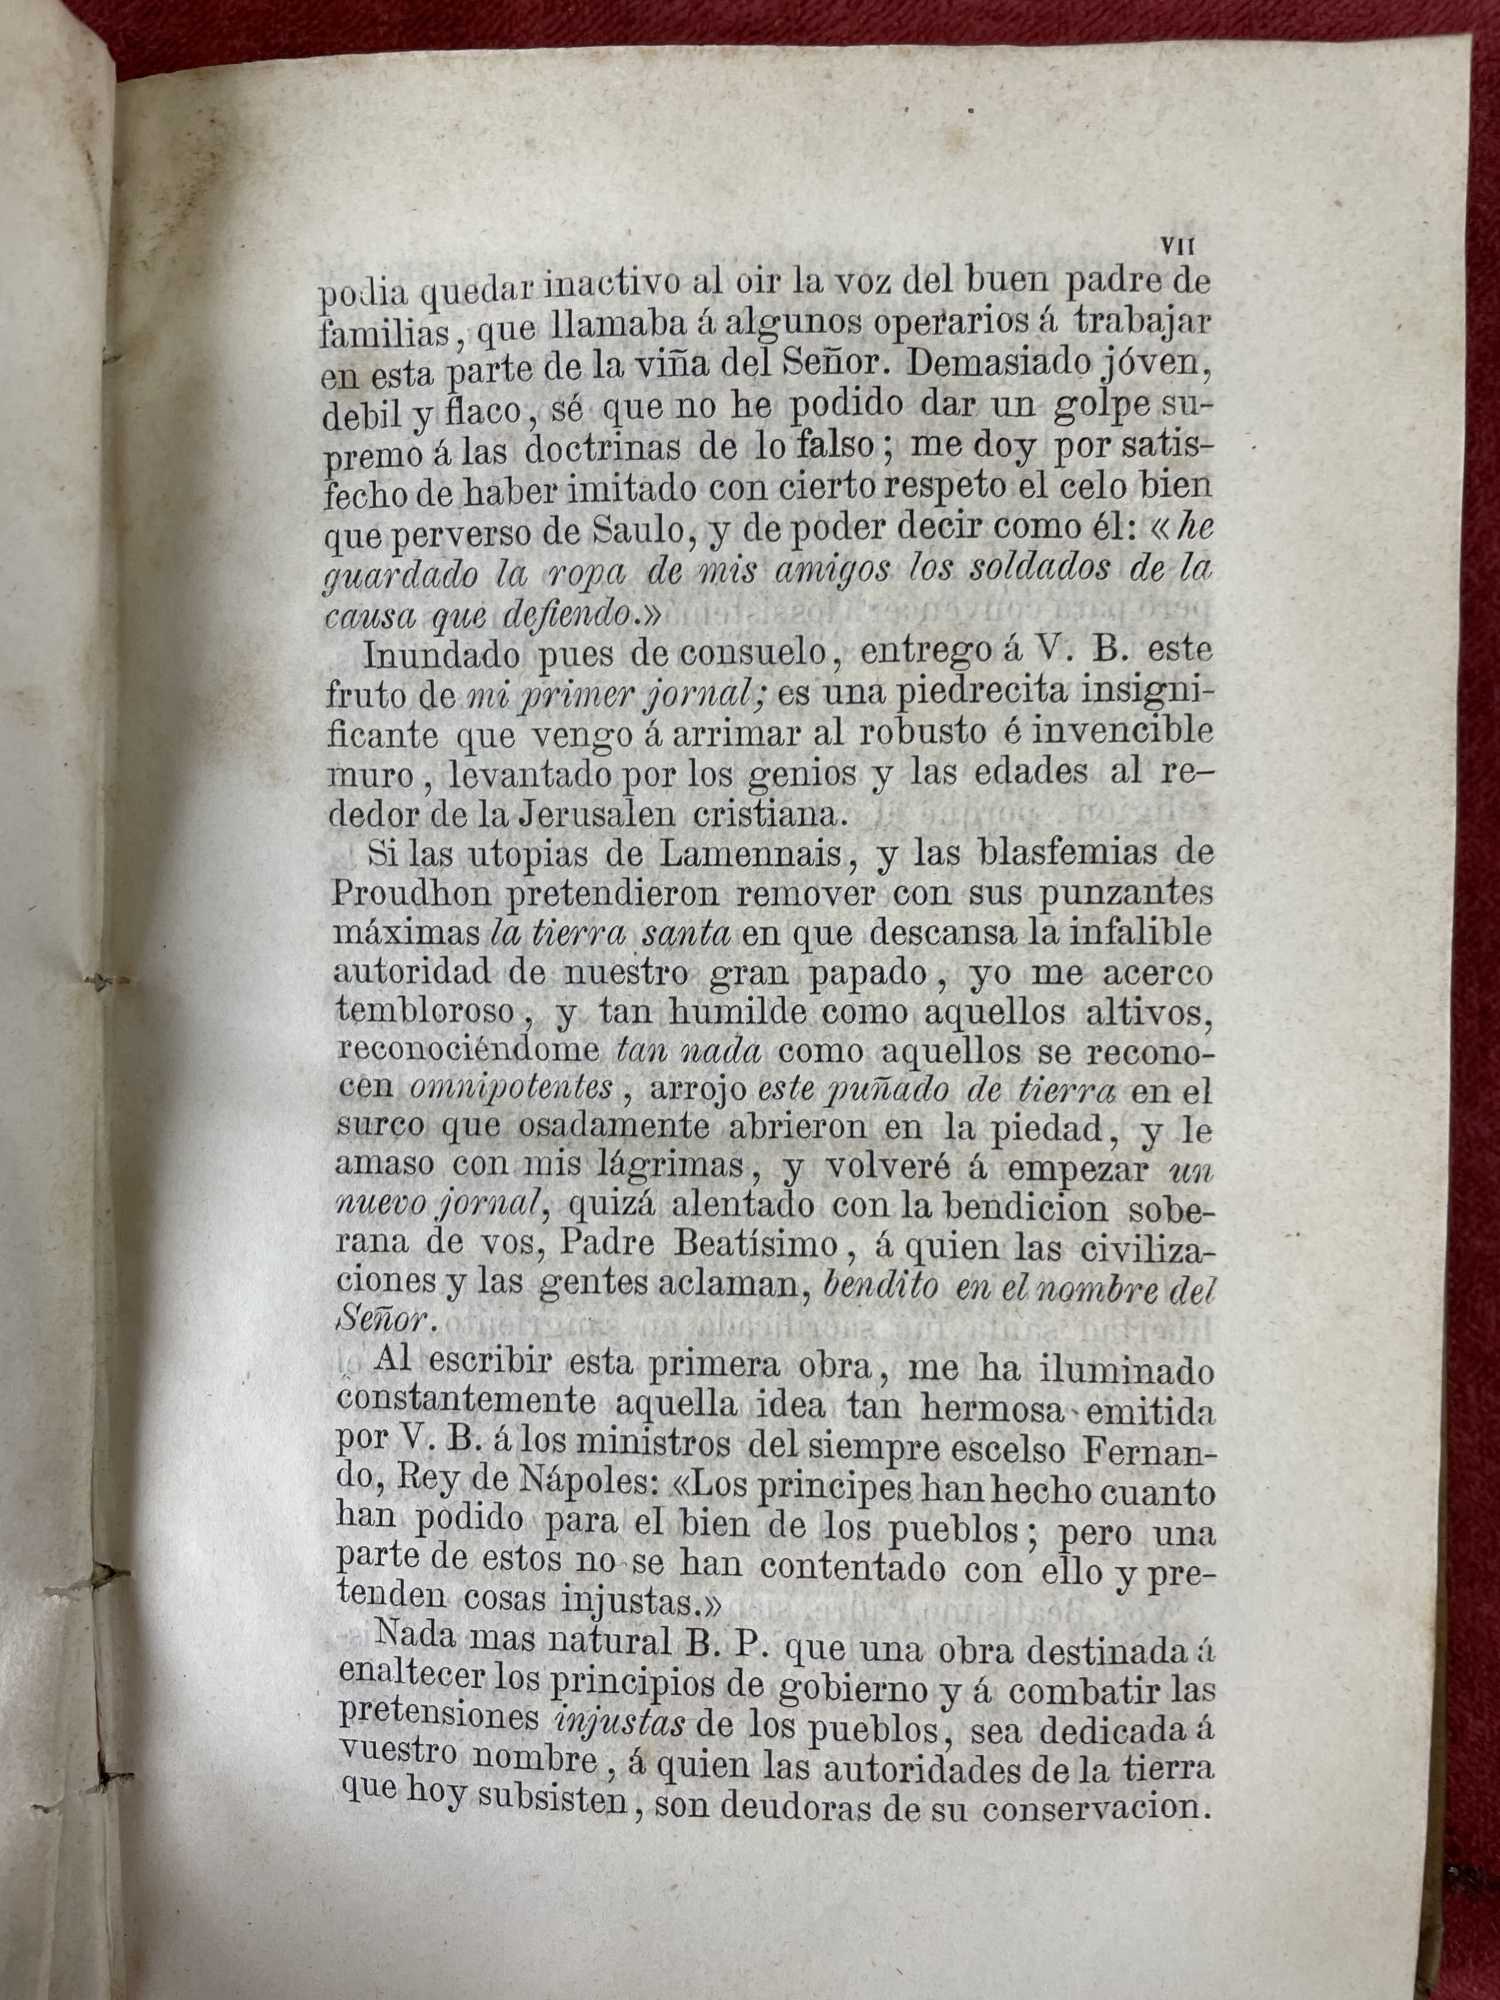 VII
podia quedar inactivo al oir la voz del buen padre de
familias, que llamaba á algunos operarios á trabajar
en esta parte de la viña del Señor. Demasiado jóven,
debil y flaco, sé que no he podido dar un golpe su-
premo á las doctrinas de lo falso; me doy por satis-
fecho de haber imitado con cierto respeto el celo bien
que perverso de Saulo, y de poder decir como él: «he
guardado la ropa de mis amigos los soldados de la
causa que defiendo.»
Inundado pues de consuelo, entrego á V. B. este
fruto de mi primer jornal; es una piedrecita insigni-
ficante que vengo á arrimar al robusto é invencible
muro, levantado por los genios y las edades al re-
dedor de la Jerusalen cristiana.
Si las utopias de Lamennais, y las blasfemias de
Proudhon pretendieron remover con sus punzantes
máximas la tierra santa en que descansa la infalible
autoridad de nuestro gran papado, yo me acerco
tembloroso, y tan humilde como aquellos altivos,
reconociéndome tan nada como aquellos se recono-
cen omnipotentes, arrojo este puñado de tierra en el
surco que osadamente abrieron en la piedad, y le
amaso con mis lágrimas, y volveré á empezar un
nuevo jornal, quizá alentado con la bendicion sobe-
rana de vos, Padre Beatísimo, á quien las civiliza-
ciones y las gentes aclaman, bendito en el nombre del
Señor.
Al escribir esta primera obra, me ha iluminado
constantemente aquella idea tan hermosa emitida
por V. B. á los ministros del siempre escelso Fernan-
do, Rey de Nápoles: «Los principes han hecho cuanto
han podido para el bien de los pueblos; pero una
parte de estos no se han contentado con ello y pre-
tenden cosas injustas.»
Nada mas natural B. P. que una obra destinada á
enaltecer los principios de gobierno y á combatir las
pretensiones injustas de los pueblos, sea dedicada á
vuestro nombre, á quien las autoridades de la tierra
que hoy subsisten, son deudoras de su conservacion.